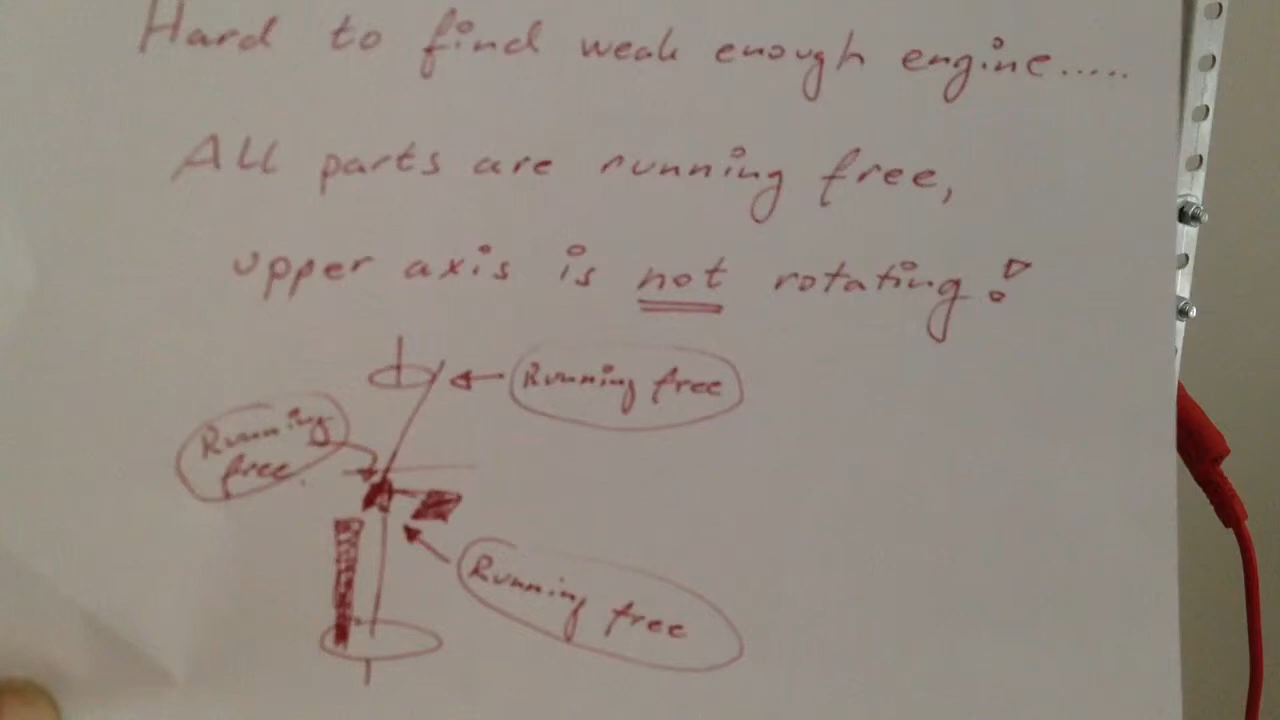 Hard to find weak enough engine.....
All parts are running free,
upper axis is not rotating!
Running free
Running
free
Running free